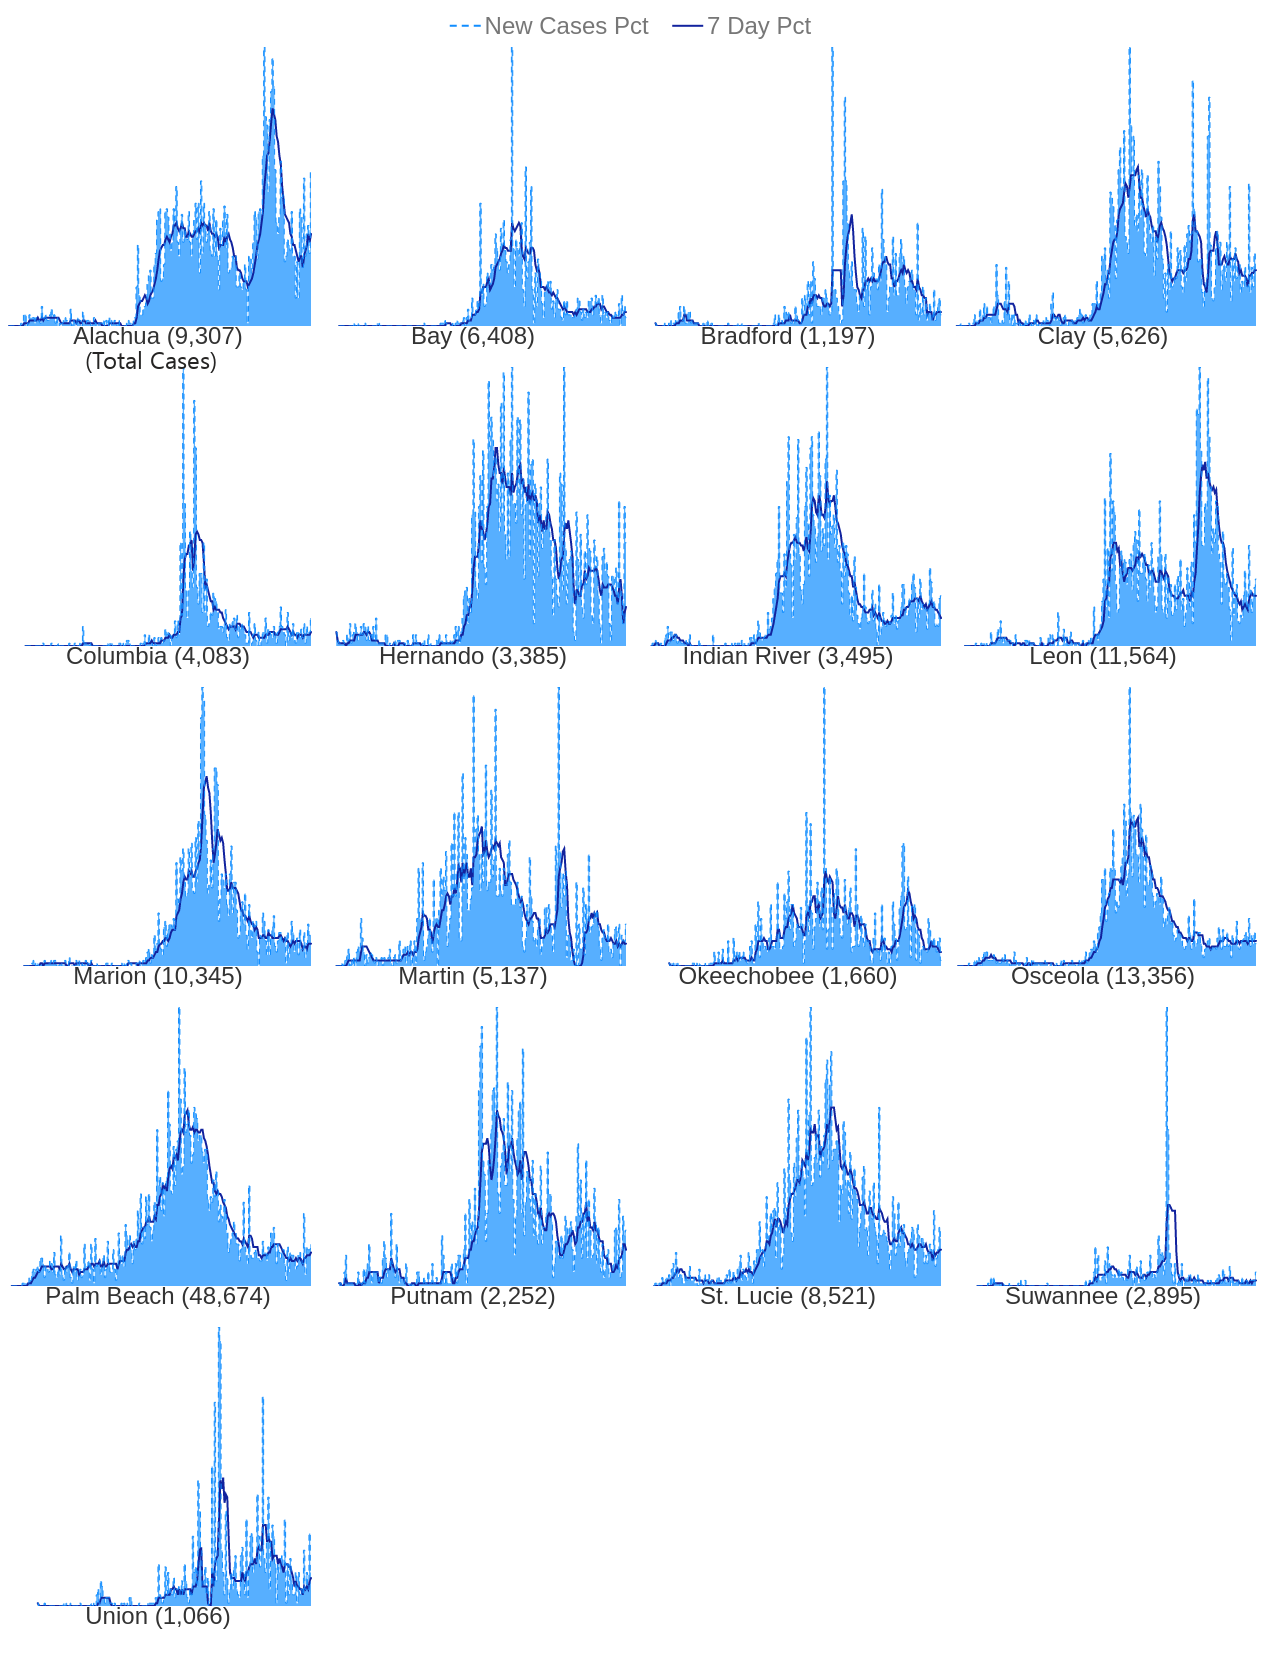 New Cases Pct 7 Day Pct
Alachua (9,307) Bay (6,408) Bradford (1,197) Clay (5,626)
(Total Cases)
Columbia (4,083) Hernando (3,385) Indian River (3,495) Leon (11,564)
Marion (10,345) Martin (5,137) Okeechobee (1,660) Osceola (13,356)
Palm Beach (48,674) Putnam (2,252) St. Lucie (8,521) Suwannee (2,895)
Union (1,066)